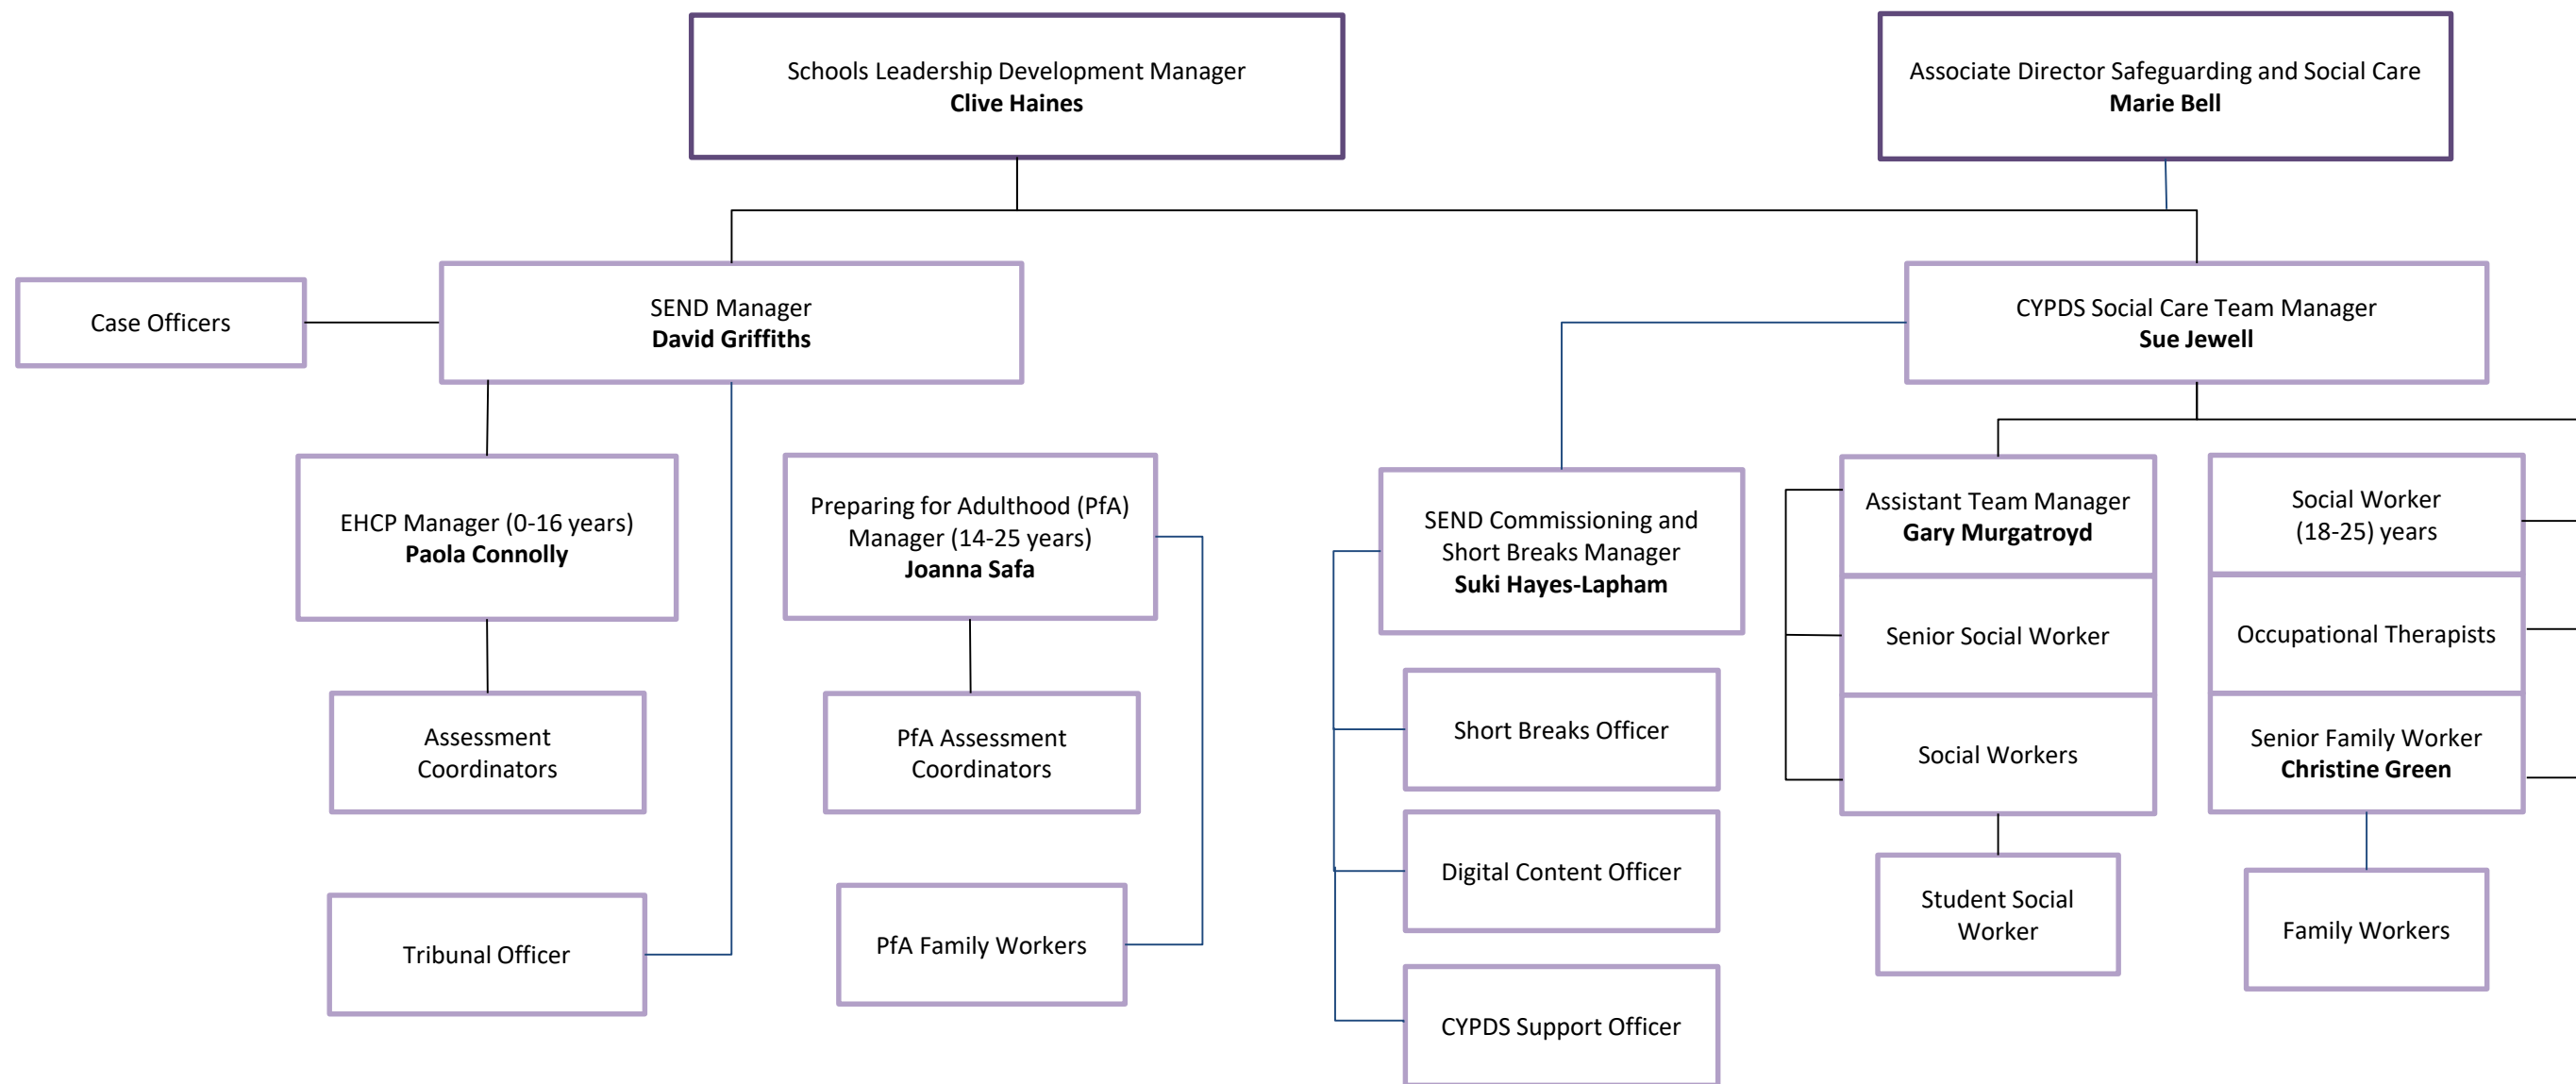 Schools Leadership Development Manager
Clive Haines
Associate Director Safeguarding and Social Care
Marie Bell
Case Officers
SEND Manager
David Griffiths
CYPDS Social Care Team Manager
Sue Jewell
EHCP Manager (0-16 years)
Paola Connolly
Preparing for Adulthood (PfA)
Manager (14-25 years)
Joanna Safa
SEND Commissioning and
Short Breaks Manager
Suki Hayes-Lapham
Assistant Team Manager
Gary Murgatroyd
Social Worker
(18-25) years
Senior Social Worker
Occupational Therapists
Assessment
Coordinators
PfA Assessment
Coordinators
Short Breaks Officer
Social Workers
Senior Family Worker
Christine Green
Digital Content Officer
Student Social
Worker
Family Workers
Tribunal Officer
PfA Family Workers
CYPDS Support Officer